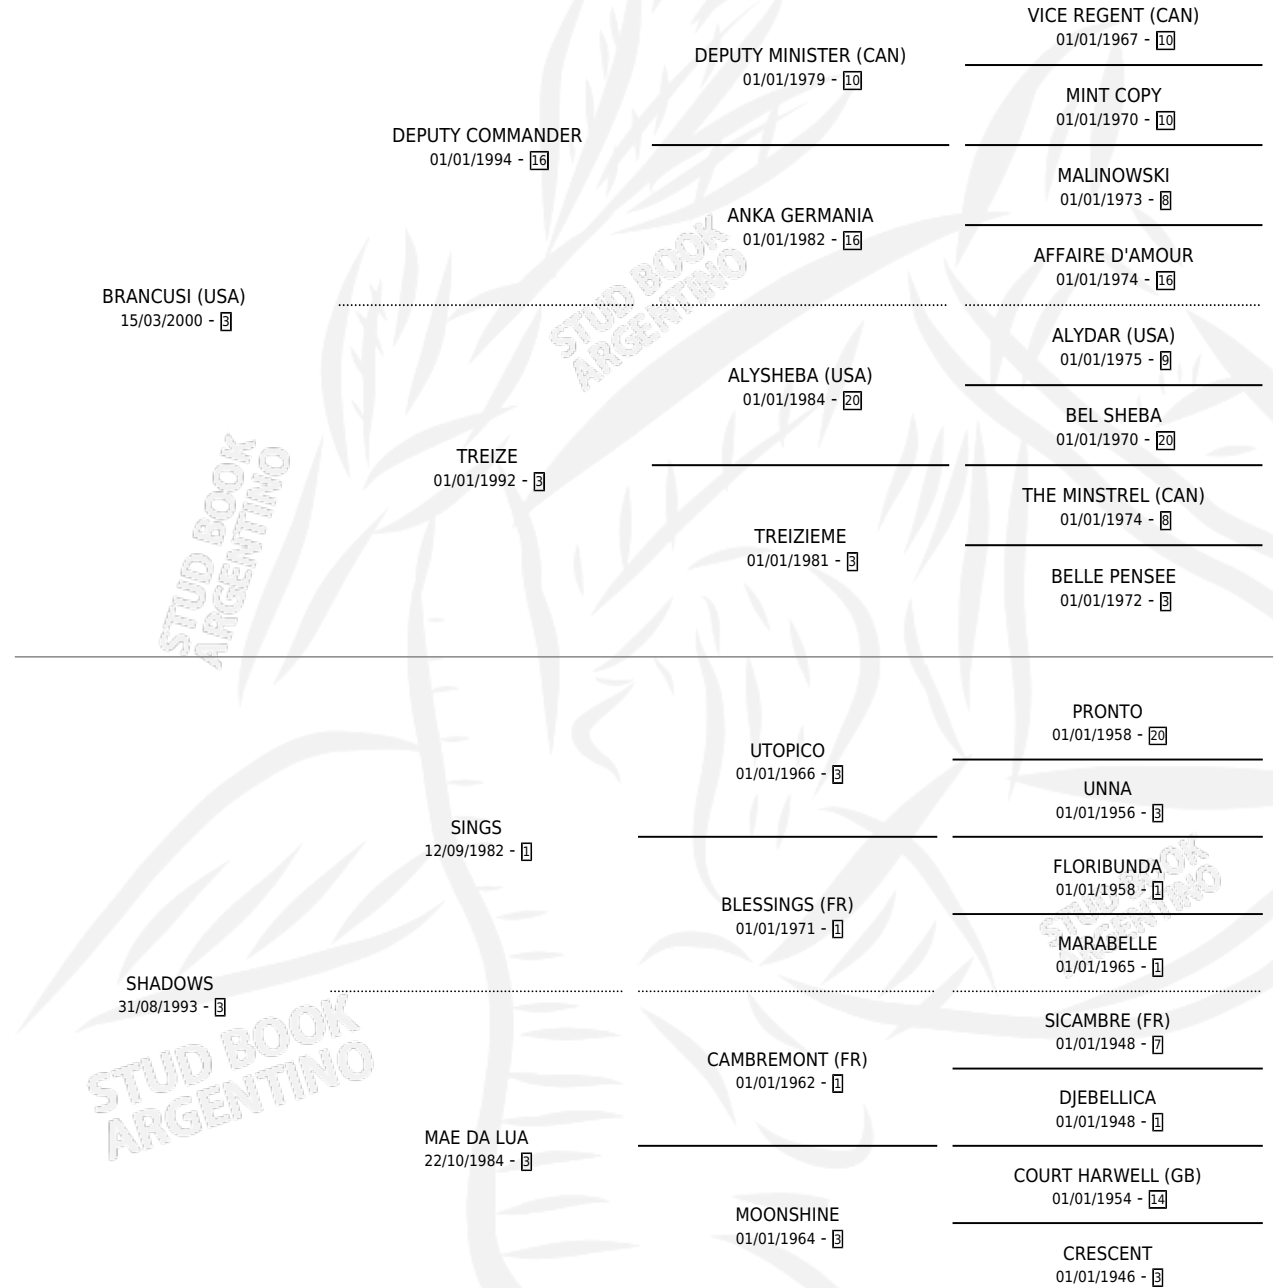 VICE REGENT (CAN)
01/01/1967 - 10
DEPUTY MINISTER (CAN)
01/01/1979 - 10
MINT COPY
01/01/1970 - 10
DEPUTY COMMANDER
01/01/1994 - 16
MALINOWSKI
01/01/1973 - 8
ANKA GERMANIA
01/01/1982 - 16
AFFAIRE D'AMOUR
01/01/1974 - 16
BRANCUSI (USA)
15/03/2000 - 3
ALYDAR (USA)
01/01/1975 - 9
ALYSHEBA (USA)
01/01/1984 - 20
BEL SHEBA
01/01/1970 - 20
TREIZE
01/01/1992 - 3
THE MINSTREL (CAN)
01/01/1974 - 8
TREIZIEME
01/01/1981 - 3
BELLE PENSEE
01/01/1972 - 3
PRONTO
01/01/1958 - 20
UTOPICO
01/01/1966 - 3
UNNA
01/01/1956 - 3
SINGS
12/09/1982 - 1
FLORIBUNDA
01/01/1958 - 1
BLESSINGS (FR)
01/01/1971 - 1
MARABELLE
01/01/1965 - 1
SHADOWS
31/08/1993 - 3
SICAMBRE (FR)
01/01/1948 - 7
CAMBREMONT (FR)
01/01/1962 - 1
DJEBELLICA
01/01/1948 - 1
MAE DA LUA
22/10/1984 - 3
COURT HARWELL (GB)
01/01/1954 - 14
MOONSHINE
01/01/1964 - 3
CRESCENT
01/01/1946 - 3
STUD BOOK
ARGENTINO
STUD BOOK
ARGENTINO
STUD BOOK
ARGENTINO
STUD BOOK
ARGENTINO